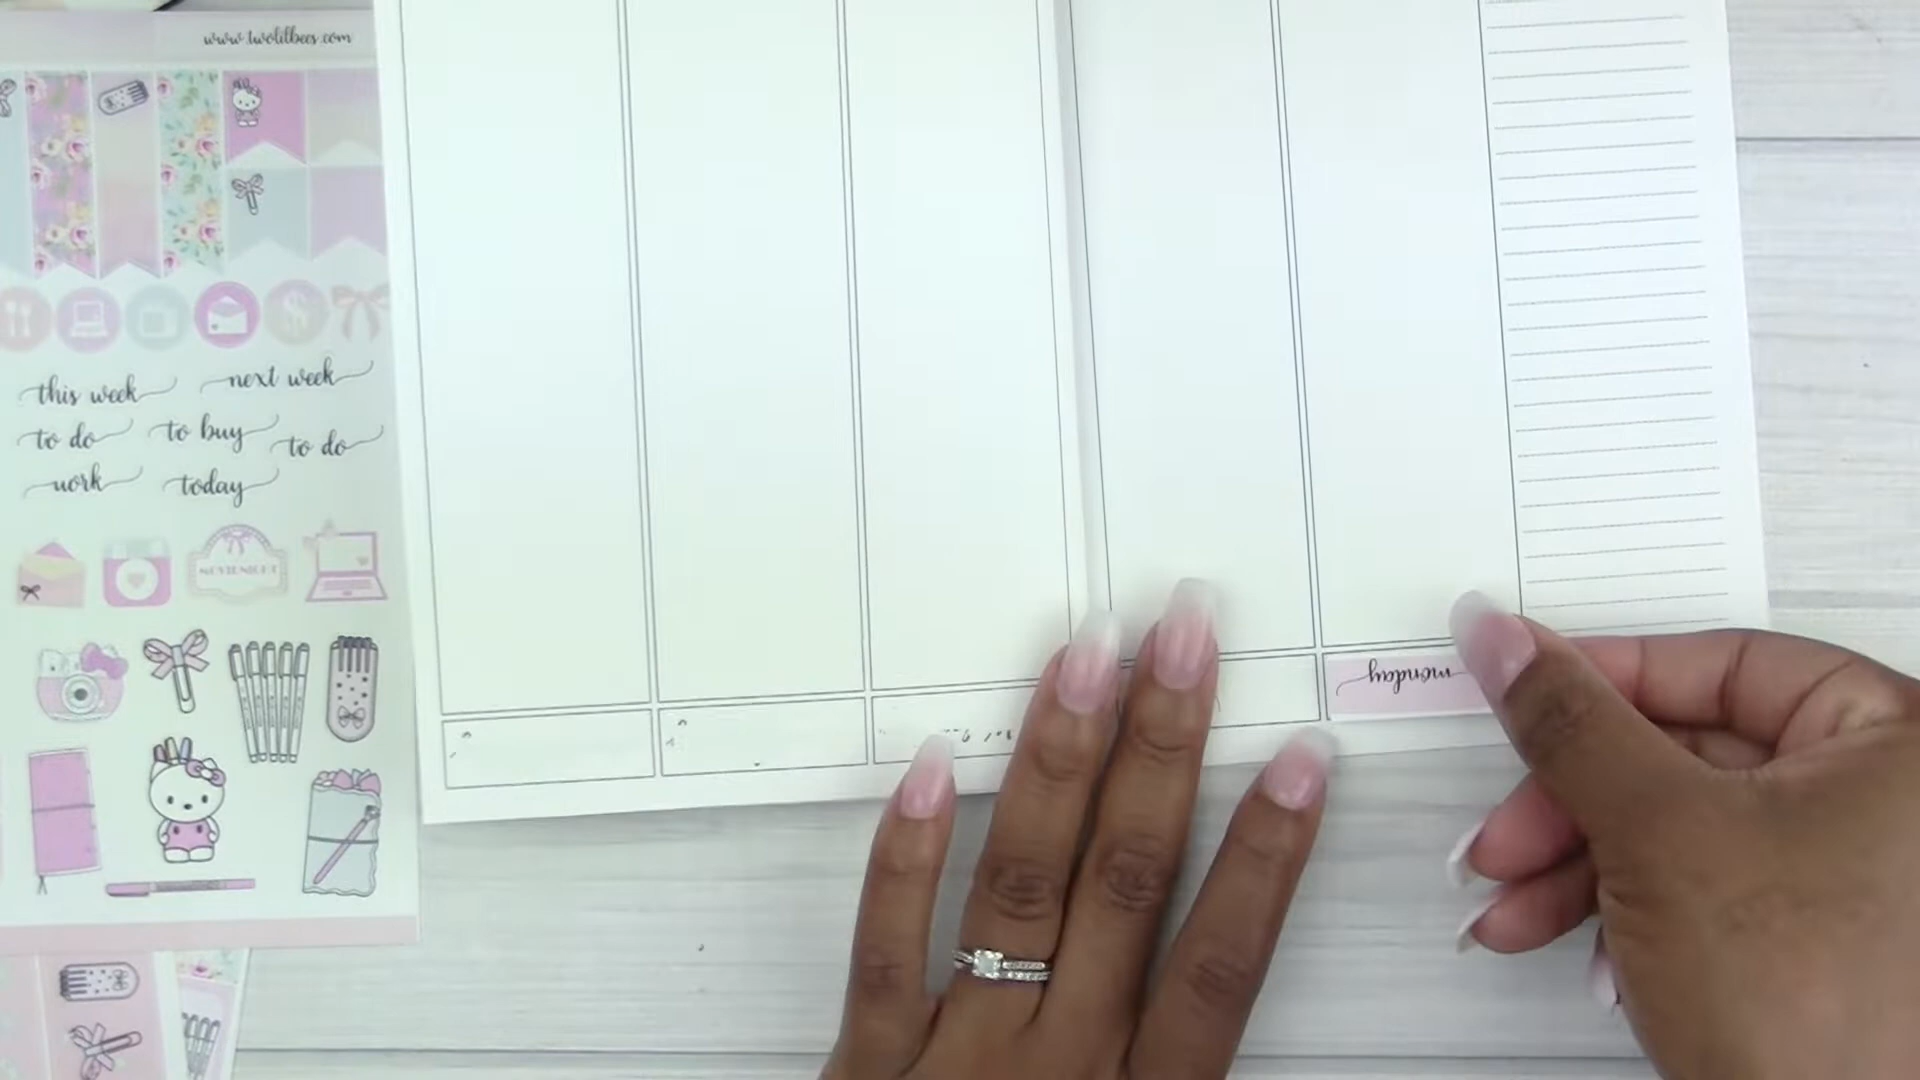 www.twolilbees.com
this week
next week
to do
to buy
to do
work
today
monday